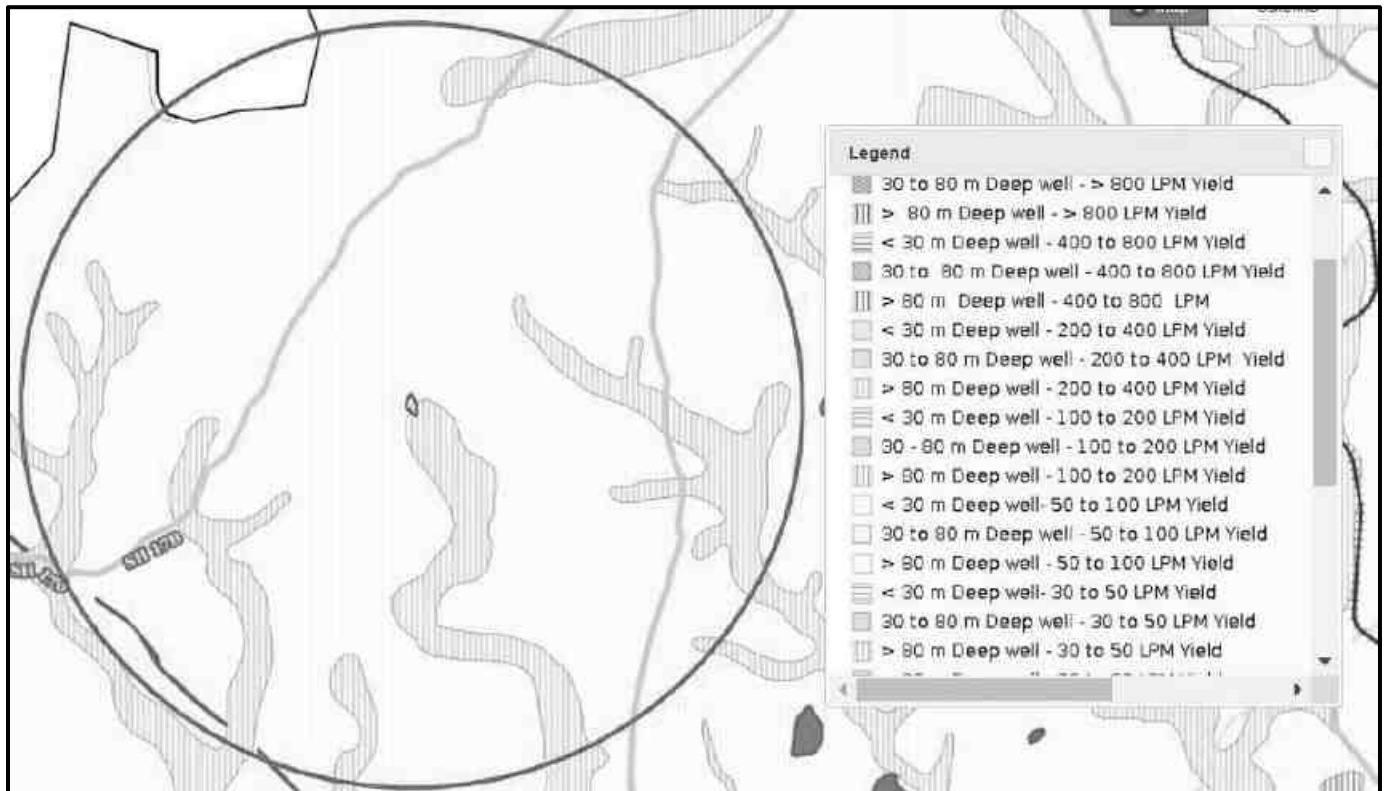 Legend
30 to 80 m Deep well - > 800 LPM Yield
> 80 m Deep well - > 800 LPM Yield
< 30 m Deep well - 400 to 800 LPM Yield
30 to 80 m Deep well - 400 to 800 LPM Yield
> 80 m Deep well - 400 to 800 LPM
< 30 m Deep well - 200 to 400 LPM Yield
30 to 80 m Deep well - 200 to 400 LPM Yield
> 80 m Deep well - 200 to 400 LPM Yield
< 30 m Deep well - 100 to 200 LPM Yield
30 - 80 m Deep well - 100 to 200 LPM Yield
> 80 m Deep well - 100 to 200 LPM Yield
< 30 m Deep well- 50 to 100 LPM Yield
30 to 80 m Deep well - 50 to 100 LPM Yield
> 80 m Deep well - 50 to 100 LPM Yield
< 30 m Deep well- 30 to 50 LPM Yield
30 to 80 m Deep well - 30 to 50 LPM Yield
> 80 m Deep well - 30 to 50 LPM Yield
SH
SH